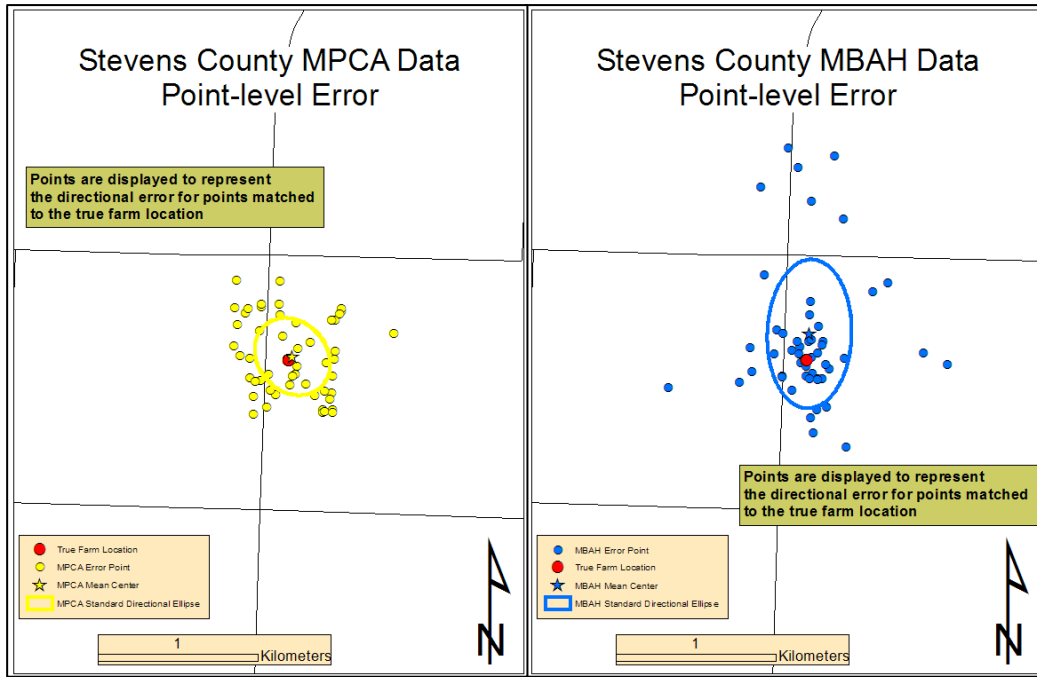 Stevens County MPCA Data
Point-level Error
Points are displayed to represent
the directional error for points matched
to the true farm location
True Farm Location
MPCA Error Point
MPCA Mean Center
MPCA Standard Directional Ellipse
1
Kilometers
N
Stevens County MBAH Data
Point-level Error
Points are displayed to represent
the directional error for points matched
to the true farm location
MBAH Error Point
True Farm Location
MBAH Mean Center
MBAH Standard Directional Ellipse
1
Kilometers
N